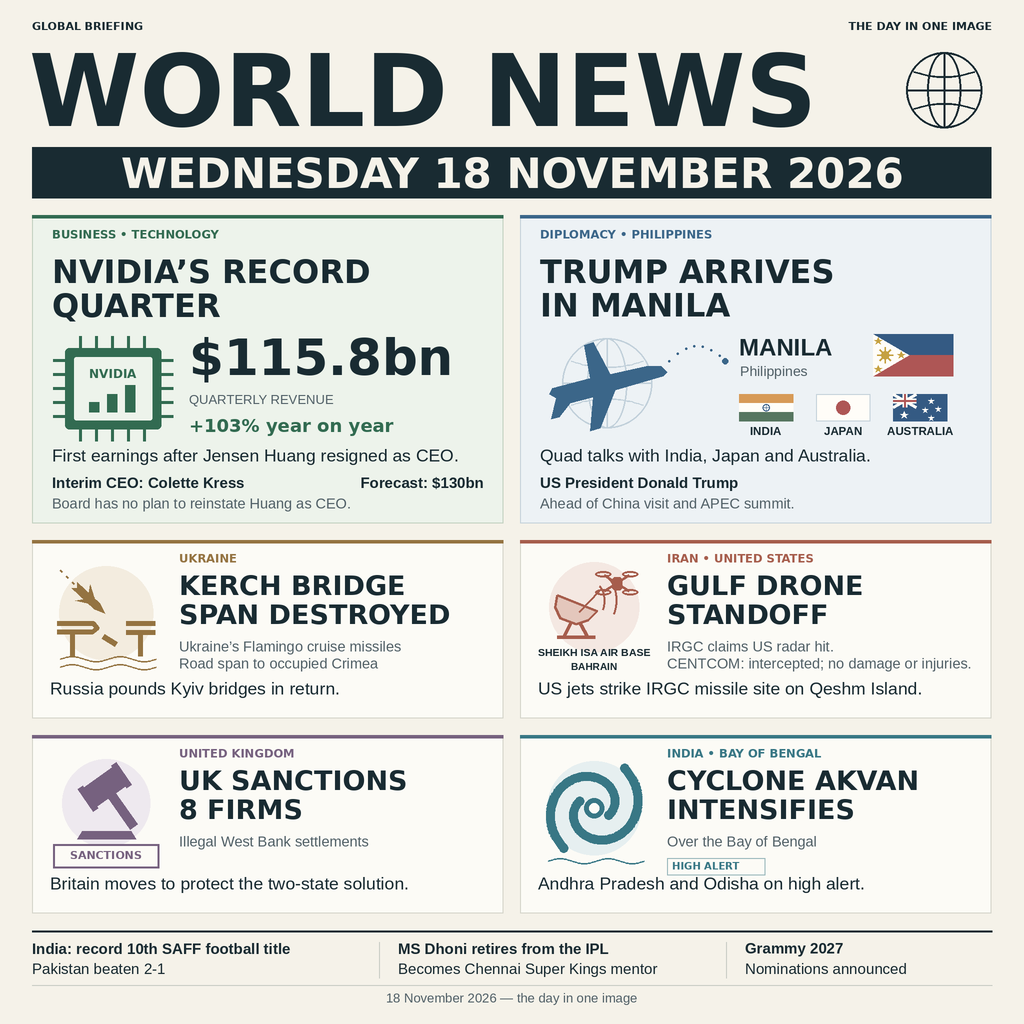 GLOBAL BRIEFING
THE DAY IN ONE IMAGE
WORLD NEWS
WEDNESDAY 18 NOVEMBER 2026
BUSINESS • TECHNOLOGY
NVIDIA’S RECORD
QUARTER
NVIDIA
$115.8bn
QUARTERLY REVENUE
+103% year on year
First earnings after Jensen Huang resigned as CEO.
Interim CEO: Colette Kress
Forecast: $130bn
Board has no plan to reinstate Huang as CEO.
DIPLOMACY • PHILIPPINES
TRUMP ARRIVES
IN MANILA
MANILA
Philippines
INDIA
JAPAN
AUSTRALIA
Quad talks with India, Japan and Australia.
US President Donald Trump
Ahead of China visit and APEC summit.
UKRAINE
KERCH BRIDGE
SPAN DESTROYED
Ukraine’s Flamingo cruise missiles
Road span to occupied Crimea
Russia pounds Kyiv bridges in return.
IRAN • UNITED STATES
GULF DRONE
STANDOFF
SHEIKH ISA AIR BASE
BAHRAIN
IRGC claims US radar hit.
CENTCOM: intercepted; no damage or injuries.
US jets strike IRGC missile site on Qeshm Island.
UNITED KINGDOM
UK SANCTIONS
8 FIRMS
SANCTIONS
Illegal West Bank settlements
Britain moves to protect the two-state solution.
INDIA • BAY OF BENGAL
CYCLONE AKVAN
INTENSIFIES
Over the Bay of Bengal
HIGH ALERT
Andhra Pradesh and Odisha on high alert.
India: record 10th SAFF football title
Pakistan beaten 2-1
MS Dhoni retires from the IPL
Becomes Chennai Super Kings mentor
Grammy 2027
Nominations announced
18 November 2026 — the day in one image